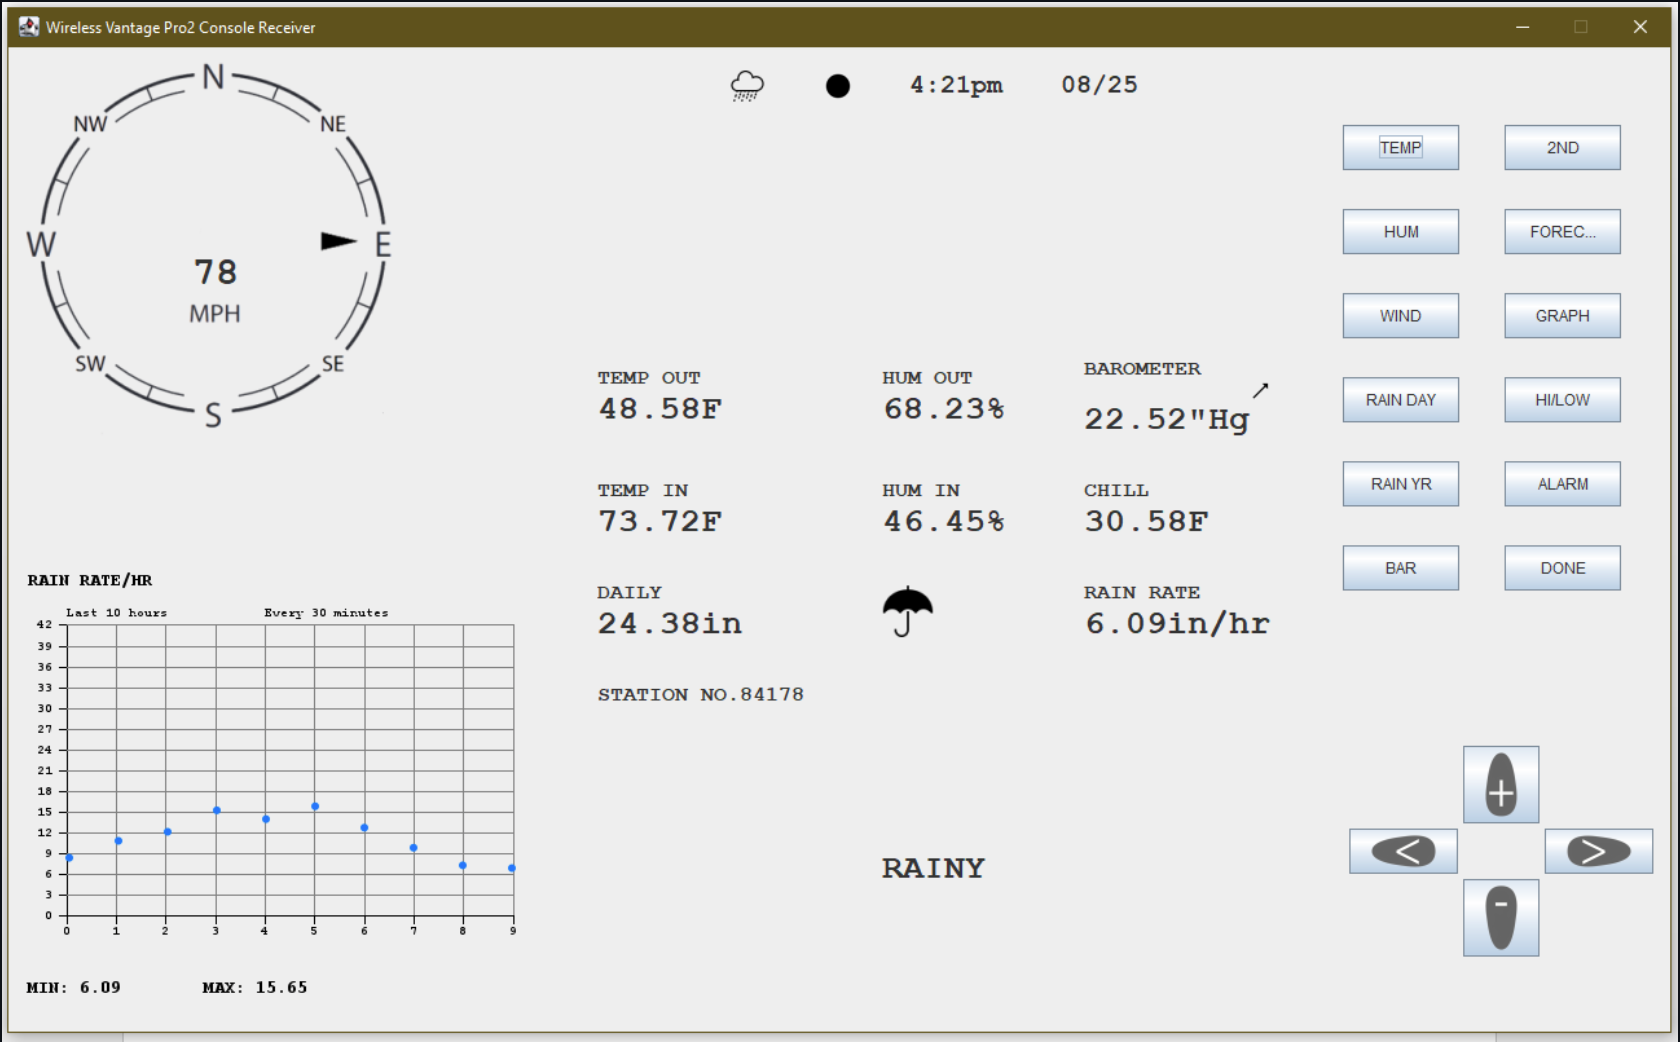 Wireless Vantage Pro2 Console Receiver
4:21pm 08/25
N
NW NE
W E
78
MPH
SW SE
S
TEMP 2ND
HUM FOREC...
WIND GRAPH
RAIN DAY HI/LOW
RAIN YR ALARM
BAR DONE
TEMP OUT HUM OUT BAROMETER
48.58F 68.23% 22.52"Hg
TEMP IN HUM IN CHILL
73.72F 46.45% 30.58F
DAILY RAIN RATE
24.38in 6.09in/hr
STATION NO.84178
RAINY
RAIN RATE/HR
Last 10 hours Every 30 minutes
42
39
36
33
30
27
24
21
18
15
12
9
6
3
0
0 1 2 3 4 5 6 7 8 9
MIN: 6.09 MAX: 15.65
+
< >
-